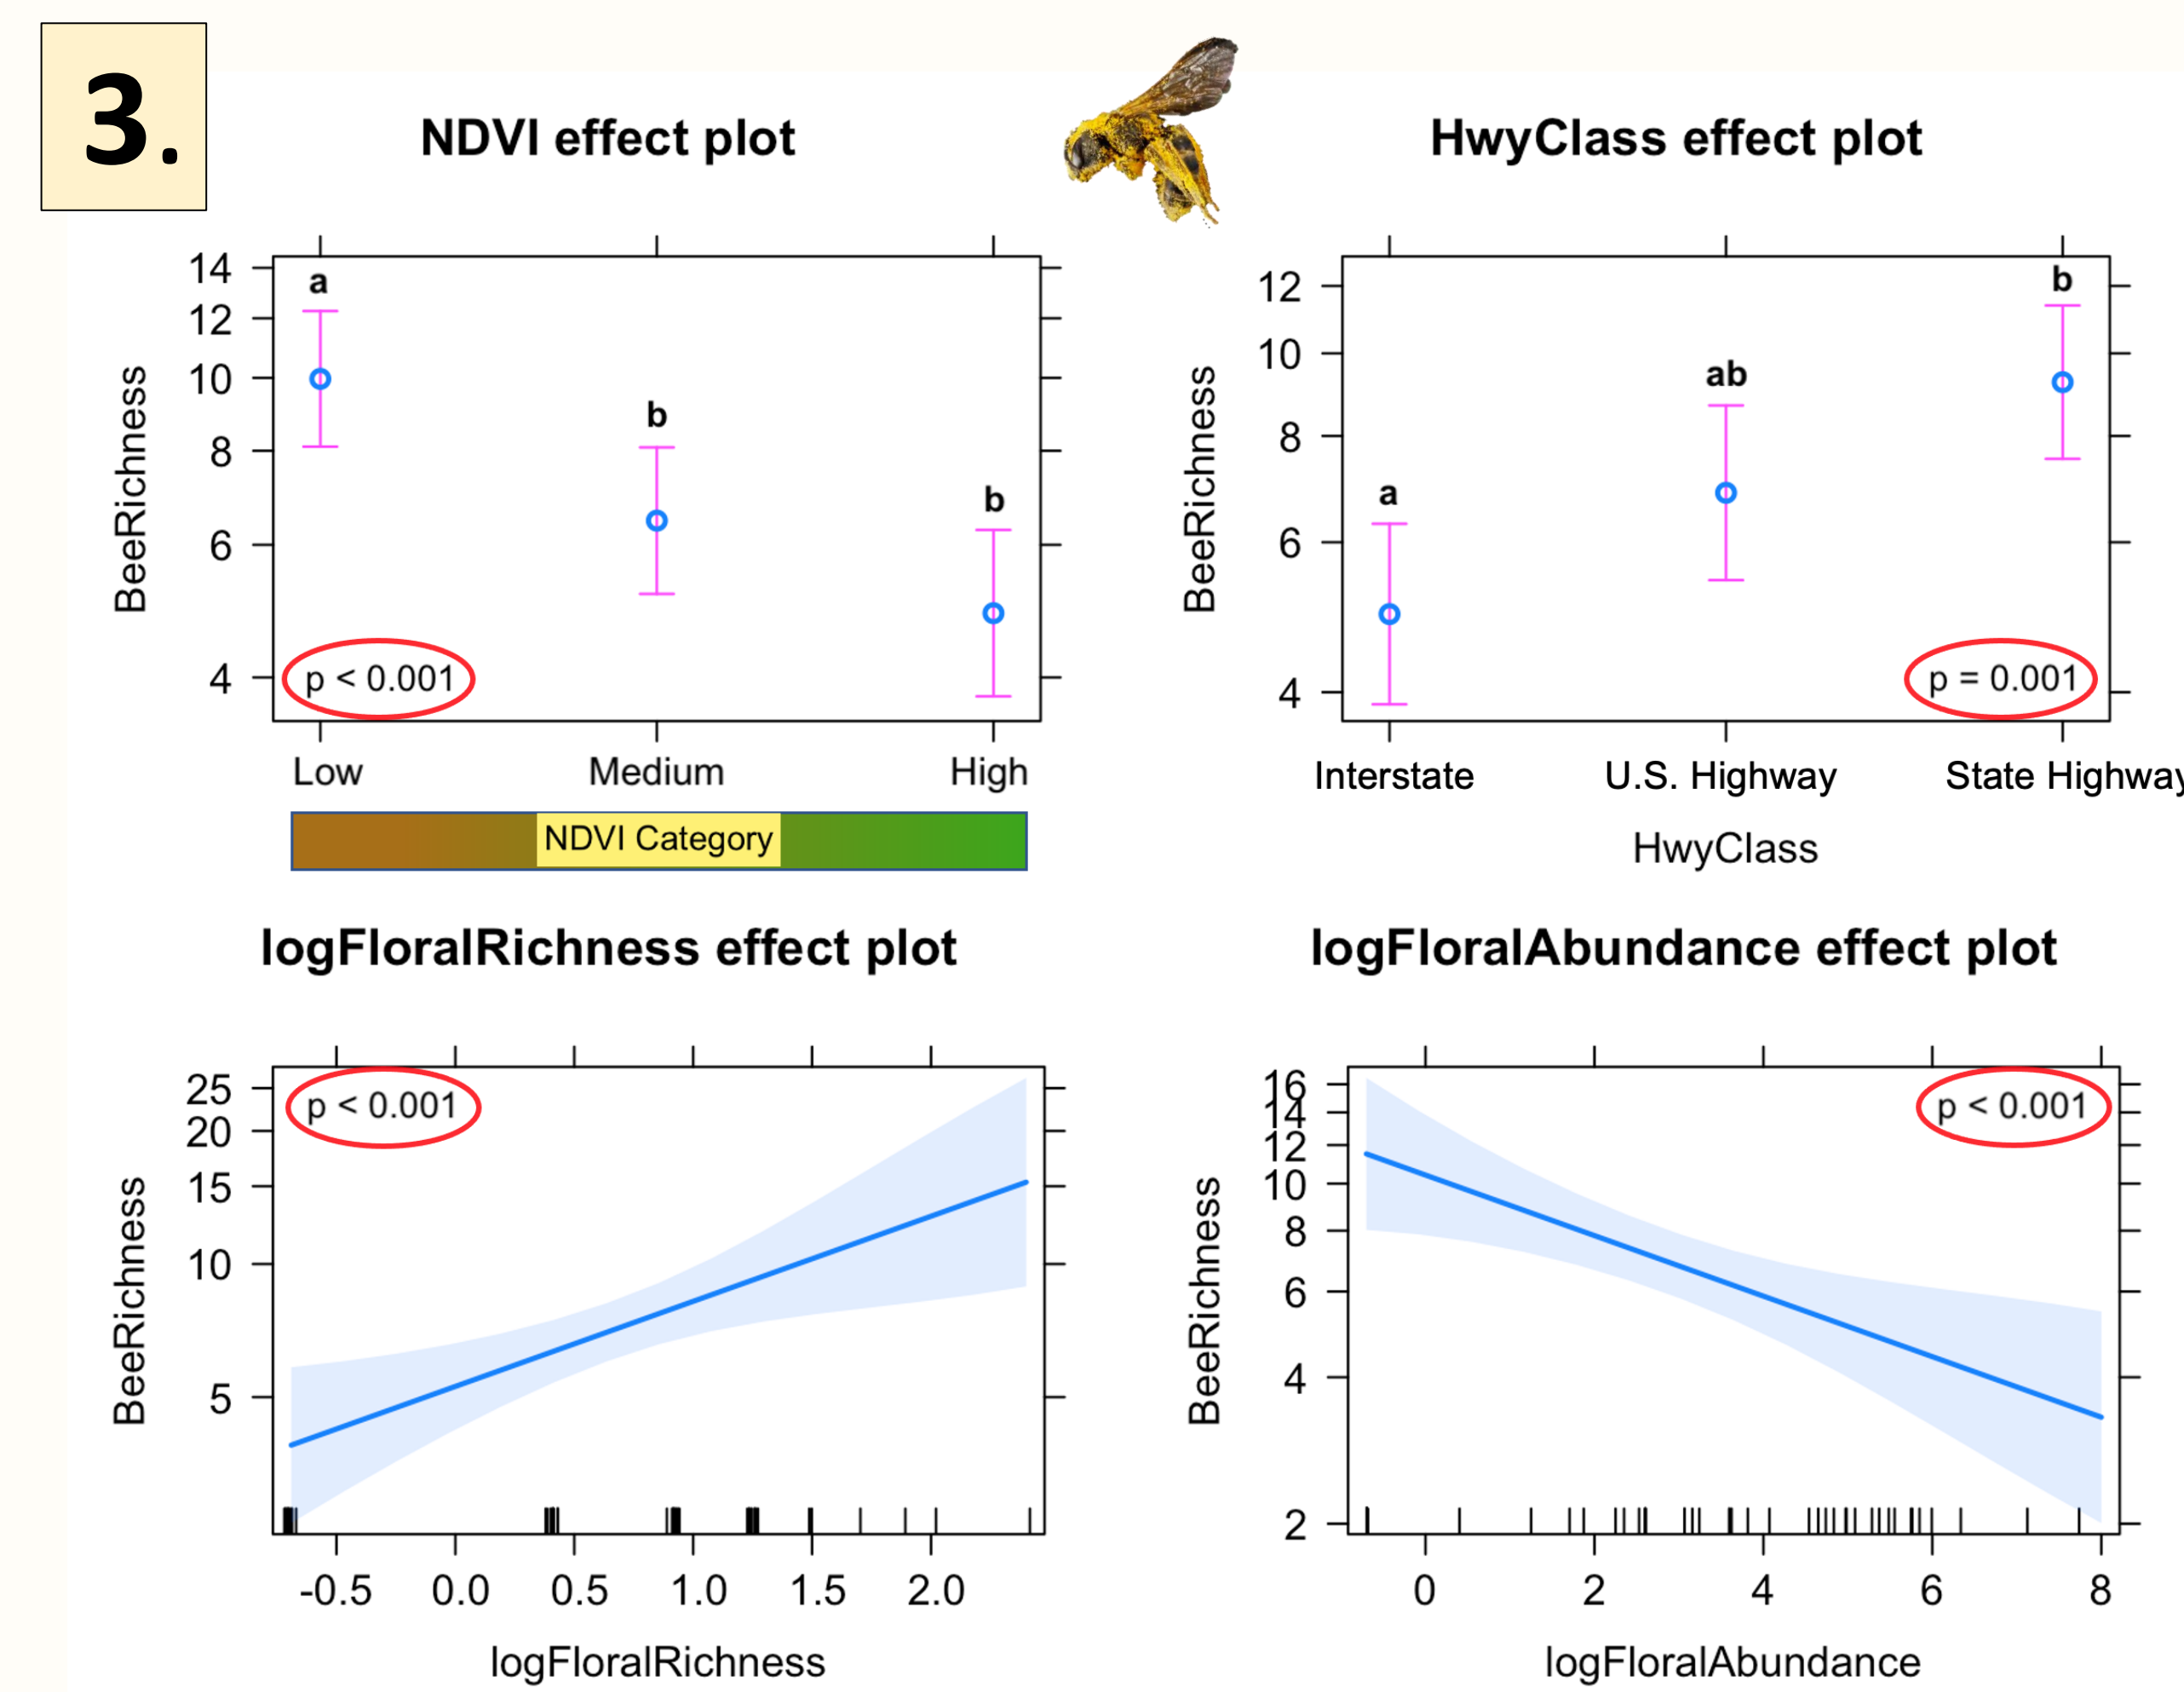 3.
NDVI effect plot
BeeRichness
14
12
10
8
6
4
a
b
b
p < 0.001
Low Medium High
NDVI Category
HwyClass effect plot
BeeRichness
12
10
8
6
4
a
ab
b
p = 0.001
Interstate U.S. Highway State Highway
HwyClass
logFloralRichness effect plot
BeeRichness
25
20
15
10
5
p < 0.001
-0.5 0.0 0.5 1.0 1.5 2.0
logFloralRichness
logFloralAbundance effect plot
BeeRichness
16
14
12
10
8
6
4
2
p < 0.001
0 2 4 6 8
logFloralAbundance